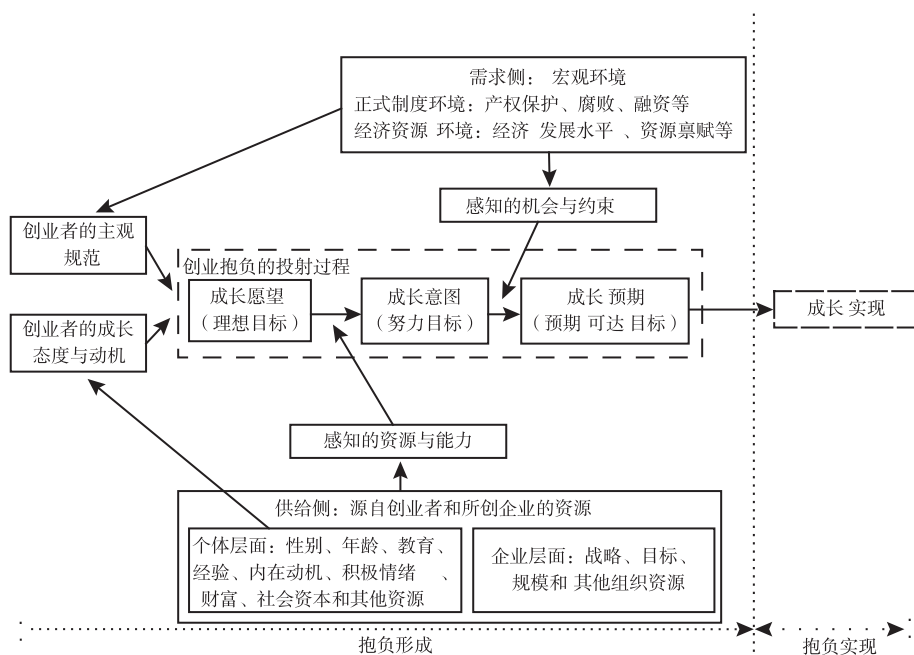 需求侧： 宏观环境
正式制度环境：产权保护、腐败、融资等
经济资源 环境：经济 发展水平 、资源禀赋等
感知的机会与约束
创业者的主观
规范
创业抱负的投射过程
成长愿望
（理想目标）
成长意图
（努力目标）
成长 预期
（预期 可达 目标）
成长 实现
创业者的成长
态度与动机
感知的资源与能力
供给侧：源自创业者和所创企业的资源
个体层面：性别、年龄、教育、
经验、内在动机、积极情绪 、
财富、社会资本和其他资源
企业层面：战略、目标、
规模和 其他组织资源
抱负形成
抱负实现